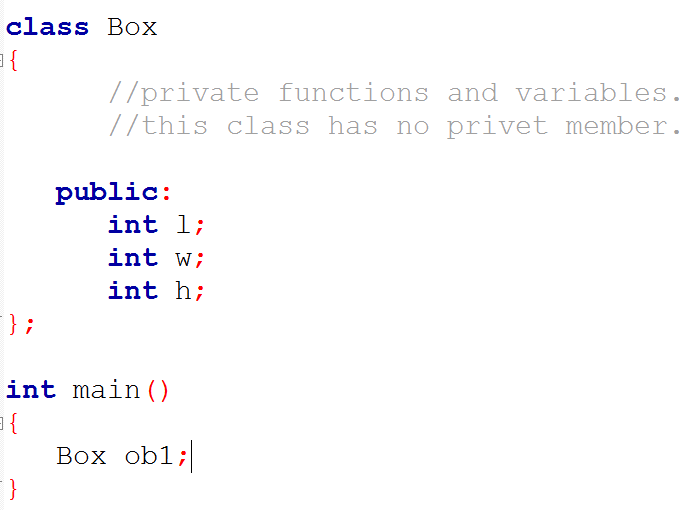 class Box
{
//private functions and variables.
//this class has no privet member.
public:
int l;
int w;
int h;
};
int main()
{
Box ob1;
}